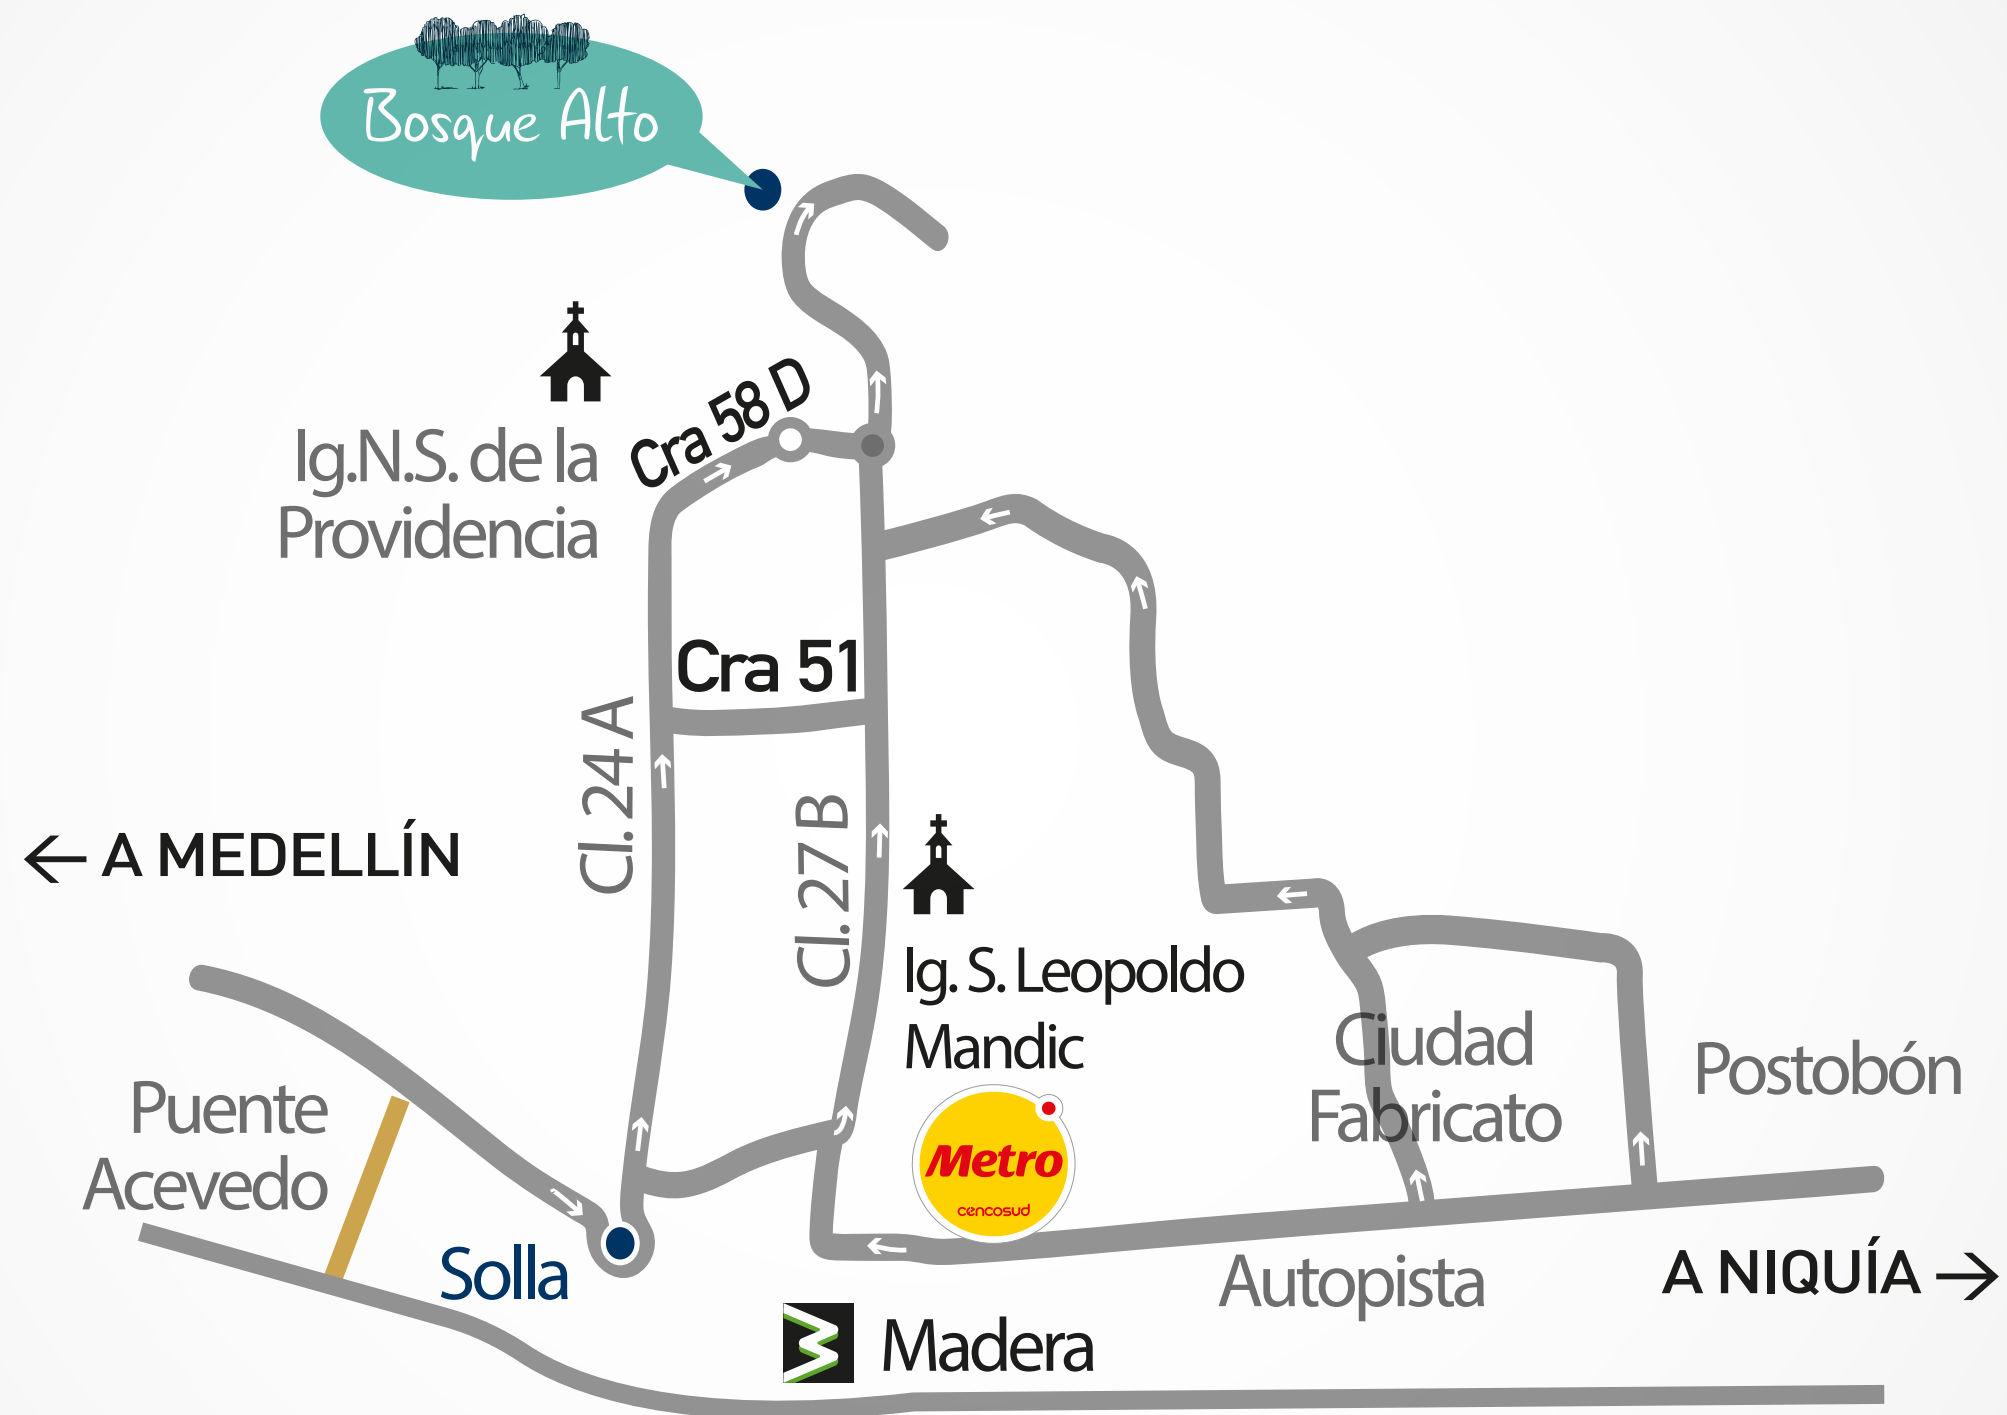 Bosque Alto
Cra 58 D
Ig.N.S. de la
Providencia
Cra 51
Cl. 24 A
Cl. 27 B
← A MEDELLÍN
Ig. S. Leopoldo
Mandic
Ciudad
Fabricato
Postobón
Puente
Acevedo
Metro
cencosud
Solla
Autopista
A NIQUÍA →
Madera